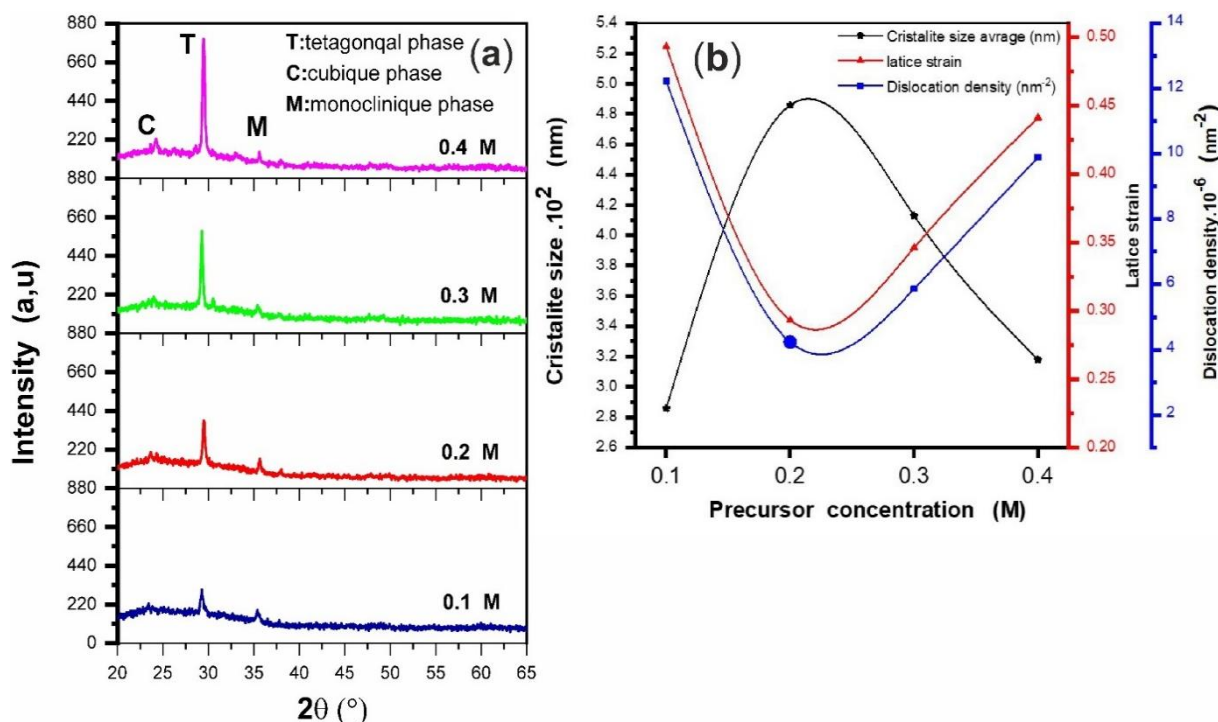 (a)
T:tetagonqal phase
C:cubique phase
M:monoclinique phase
T
C
M
0.4 M
0.3 M
0.2 M
0.1 M
880
660
440
220
880
660
440
220
880
660
440
220
880
660
440
220
0
Intensity (a,u)
20 25 30 35 40 45 50 55 60 65
2θ (°)
(b)
Cristalite size avrage (nm)
latice strain
Dislocation density (nm-2)
5.4
5.2
5.0
4.8
4.6
4.4
4.2
4.0
3.8
3.6
3.4
3.2
3.0
2.8
2.6
Cristalite size .102 (nm)
0.1 0.2 0.3 0.4
Precursor concentration (M)
0.50
0.45
0.40
0.35
0.30
0.25
0.20
Latice strain
14
12
10
8
6
4
2
Dislocation density.10-6 (nm-2)